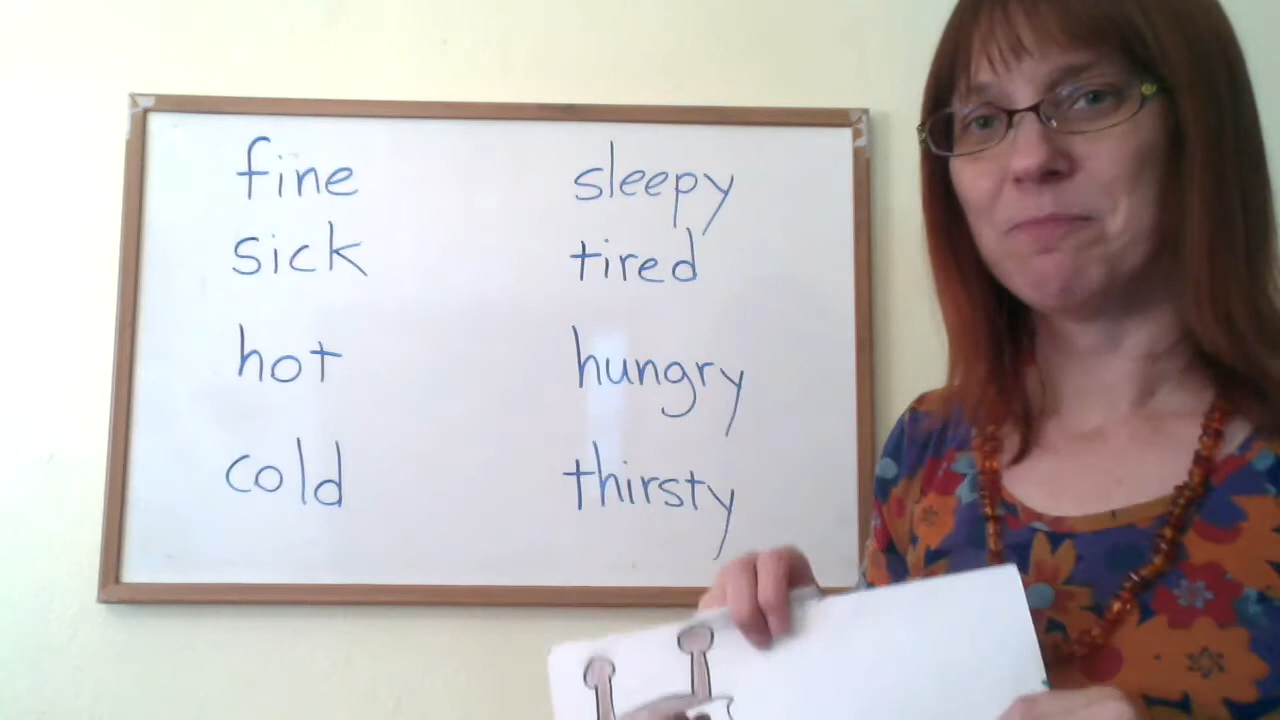 fine
sick
hot
cold
sleepy
tired
hungry
thirsty